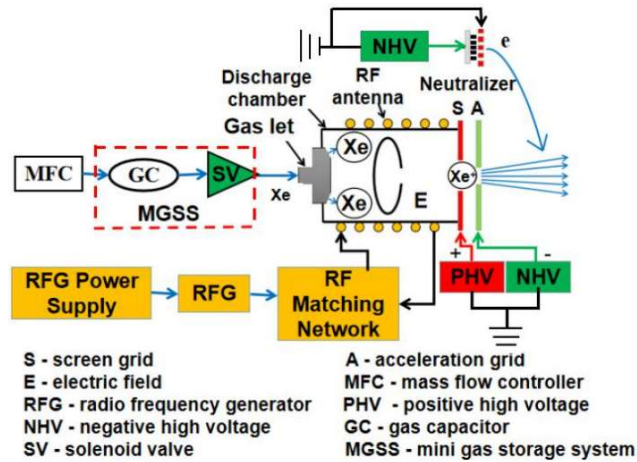 NHV
e
Neutralizer
Discharge
chamber
RF
antenna
S A
Gas let
Xe
MFC
GC
SV
Xe
Xe+
MGSS
Xe
E
+
-
PHV
NHV
RFG Power
Supply
RFG
RF
Matching
Network
S - screen grid
E - electric field
RFG - radio frequency generator
NHV - negative high voltage
SV - solenoid valve
A - acceleration grid
MFC - mass flow controller
PHV - positive high voltage
GC - gas capacitor
MGSS - mini gas storage system